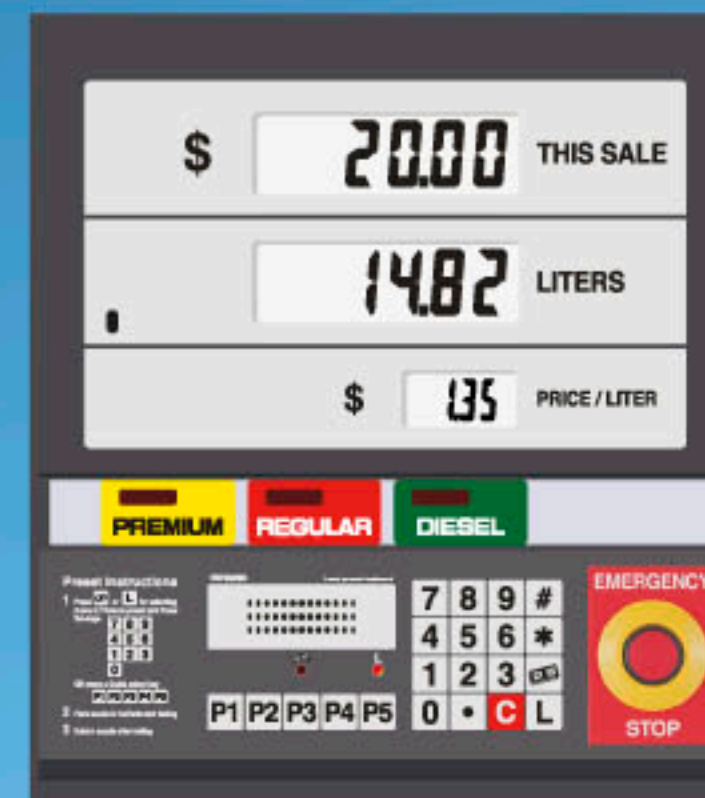 $ 20.00 THIS SALE
14.82 LITERS
$ 1.35 PRICE / LITER
PREMIUM REGULAR DIESEL
Preset Instructions
EMERGENCY
7 8 9 #
4 5 6 *
1 2 3
0 • C L
P1 P2 P3 P4 P5
STOP